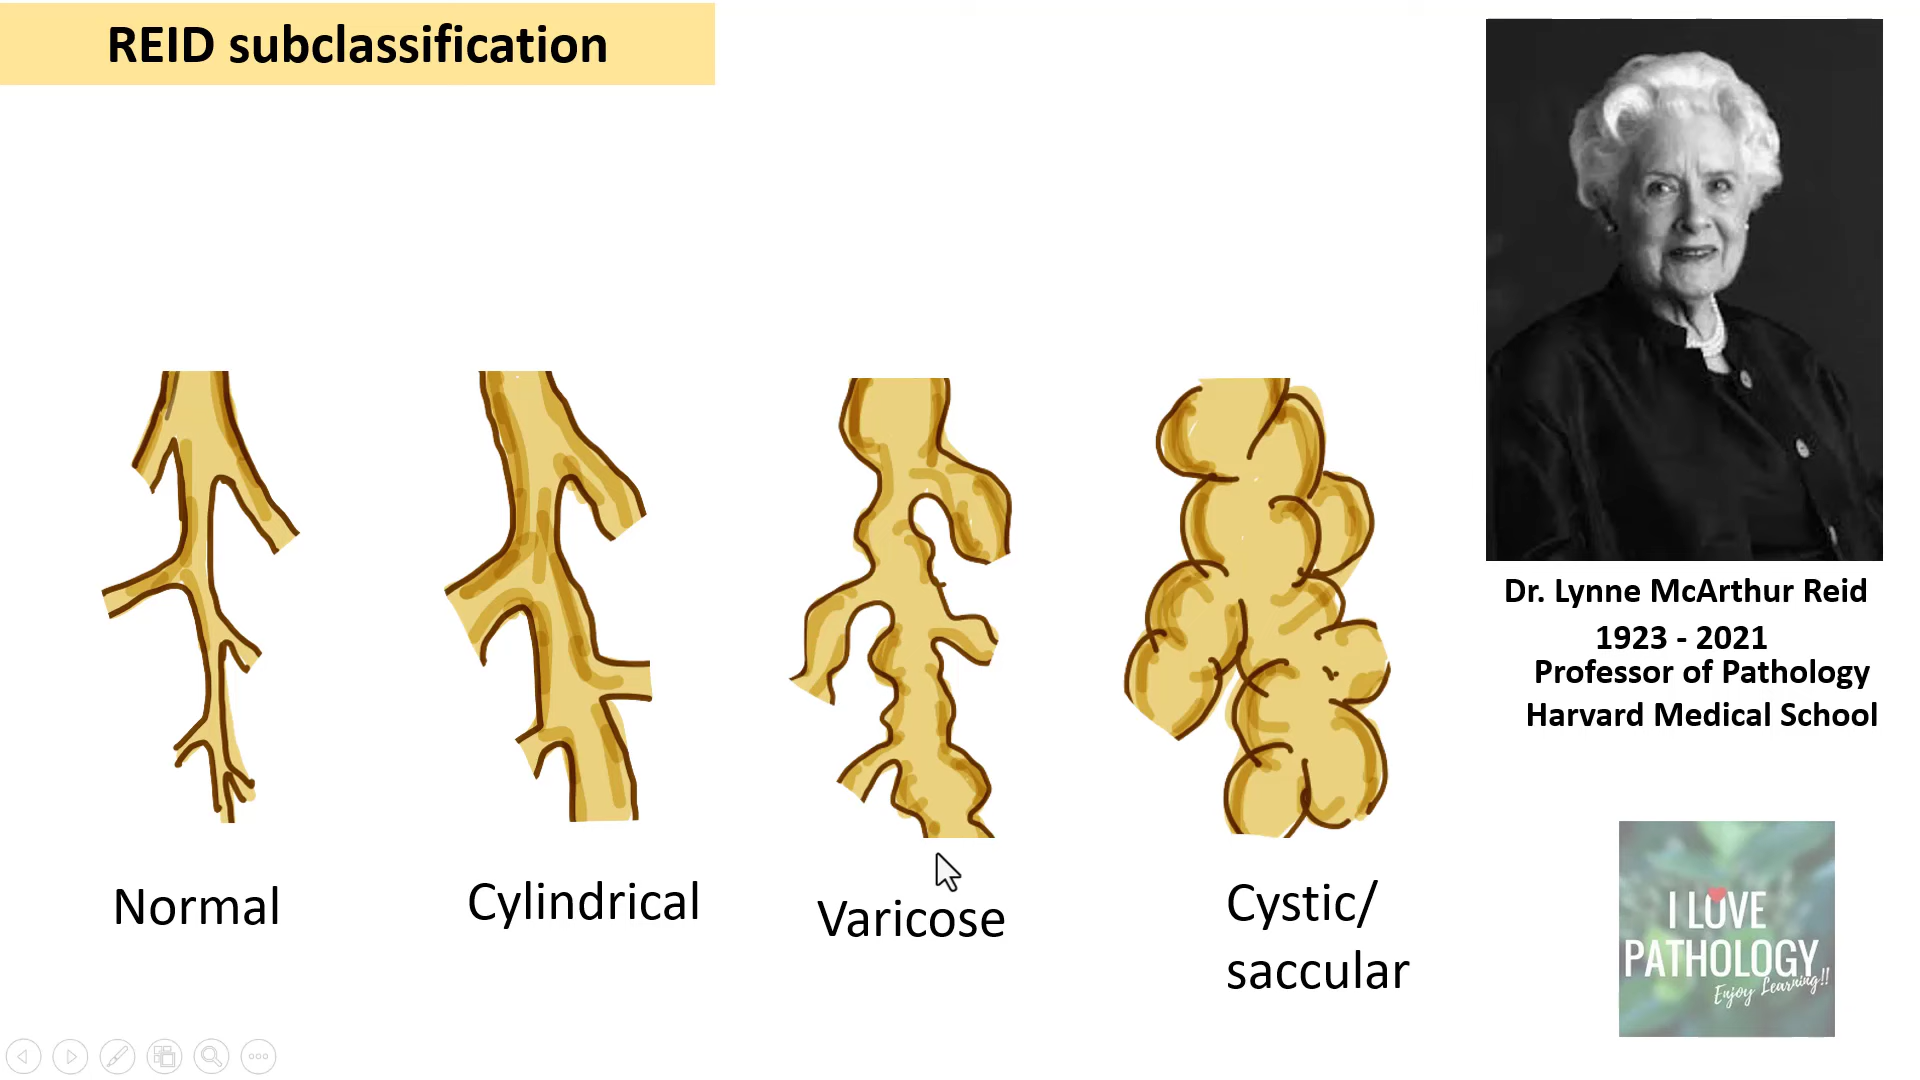 REID subclassification
Dr. Lynne McArthur Reid
1923 - 2021
Professor of Pathology
Harvard Medical School
Normal
Cylindrical
Varicose
Cystic/
saccular
I LOVE
PATHOLOGY
Enjoy Learning!!